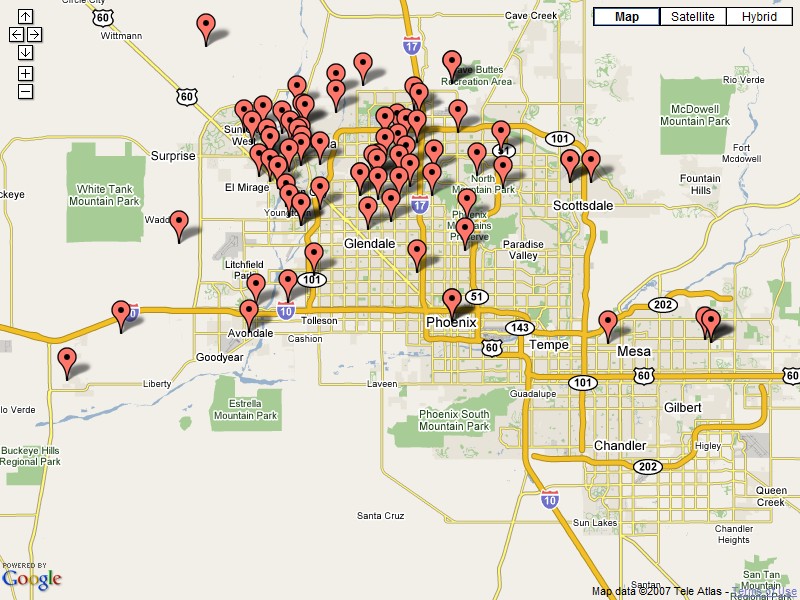 Circle City
60
Wittmann
Cave Creek
Map
Satellite
Hybrid
17
Cave Buttes
Recreation Area
Rio Verde
60
McDowell
Mountain Park
Sun
West
101
Surprise
51
Fort
Mcdowell
White Tank
Mountain Park
El Mirage
North
Mountain Park
Fountain
Hills
17
Scottsdale
Youngtown
Phoenix
Mountains
Preserve
Glendale
Paradise
Valley
Litchfield
Park
101
10
51
202
Avondale
Tolleson
Phoenix
143
Cashion
60
Tempe
Mesa
Goodyear
Liberty
Laveen
101
60
60
Guadalupe
Estrella
Mountain Park
Phoenix South
Mountain Park
Gilbert
Buckeye Hills
Regional Park
Chandler
Higley
202
10
Queen
Creek
Santa Cruz
Sun Lakes
Chandler
Heights
POWERED BY
Google
San Tan
Mountain
Regional Park
Santan
Map data ©2007 Tele Atlas - Terms of Use